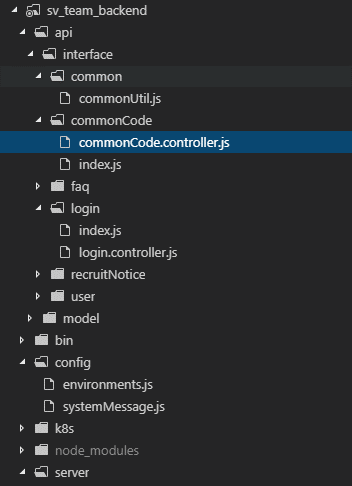 sv_team_backend
api
interface
common
commonUtil.js
commonCode
commonCode.controller.js
index.js
faq
login
index.js
login.controller.js
recruitNotice
user
model
bin
config
environments.js
systemMessage.js
k8s
node_modules
server